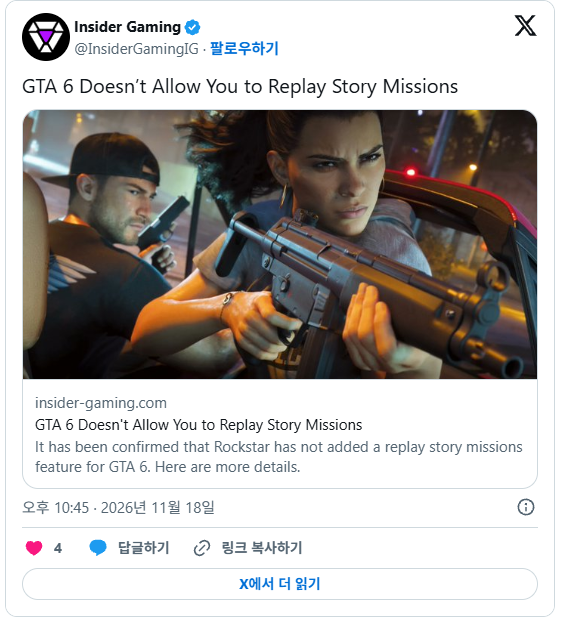 Insider Gaming
@InsiderGamingIG · 팔로우하기
GTA 6 Doesn’t Allow You to Replay Story Missions
insider-gaming.com
GTA 6 Doesn't Allow You to Replay Story Missions
It has been confirmed that Rockstar has not added a replay story missions
feature for GTA 6. Here are more details.
오후 10:45 · 2026년 11월 18일
4 답글하기 링크 복사하기
X에서 더 읽기